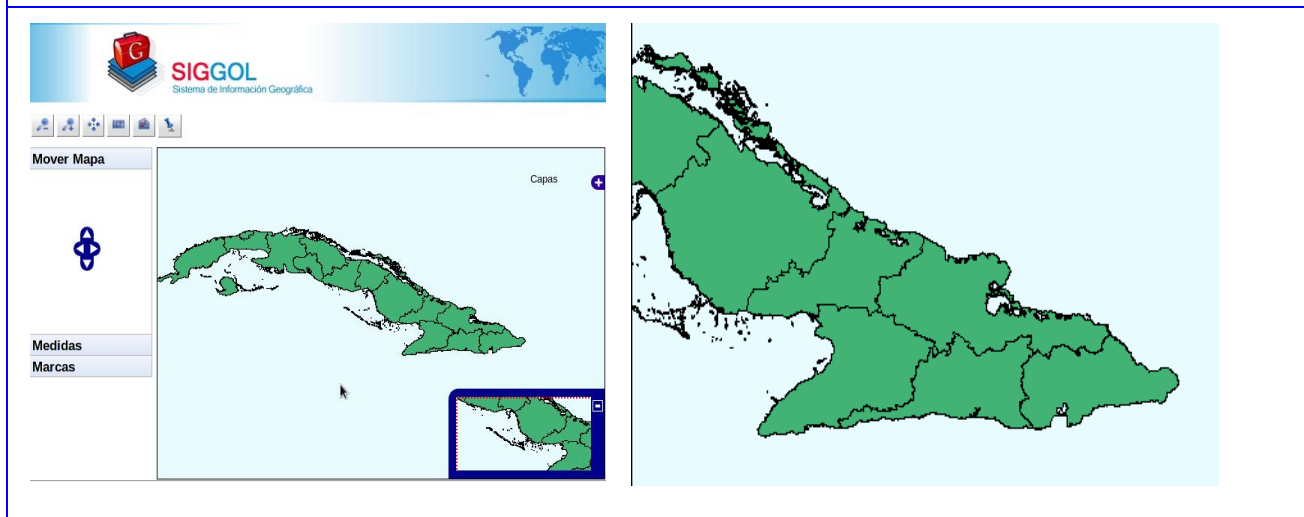 G
SIGGOL
Sistema de Información Geográfica
Mover Mapa
Capas
Medidas
Marcas